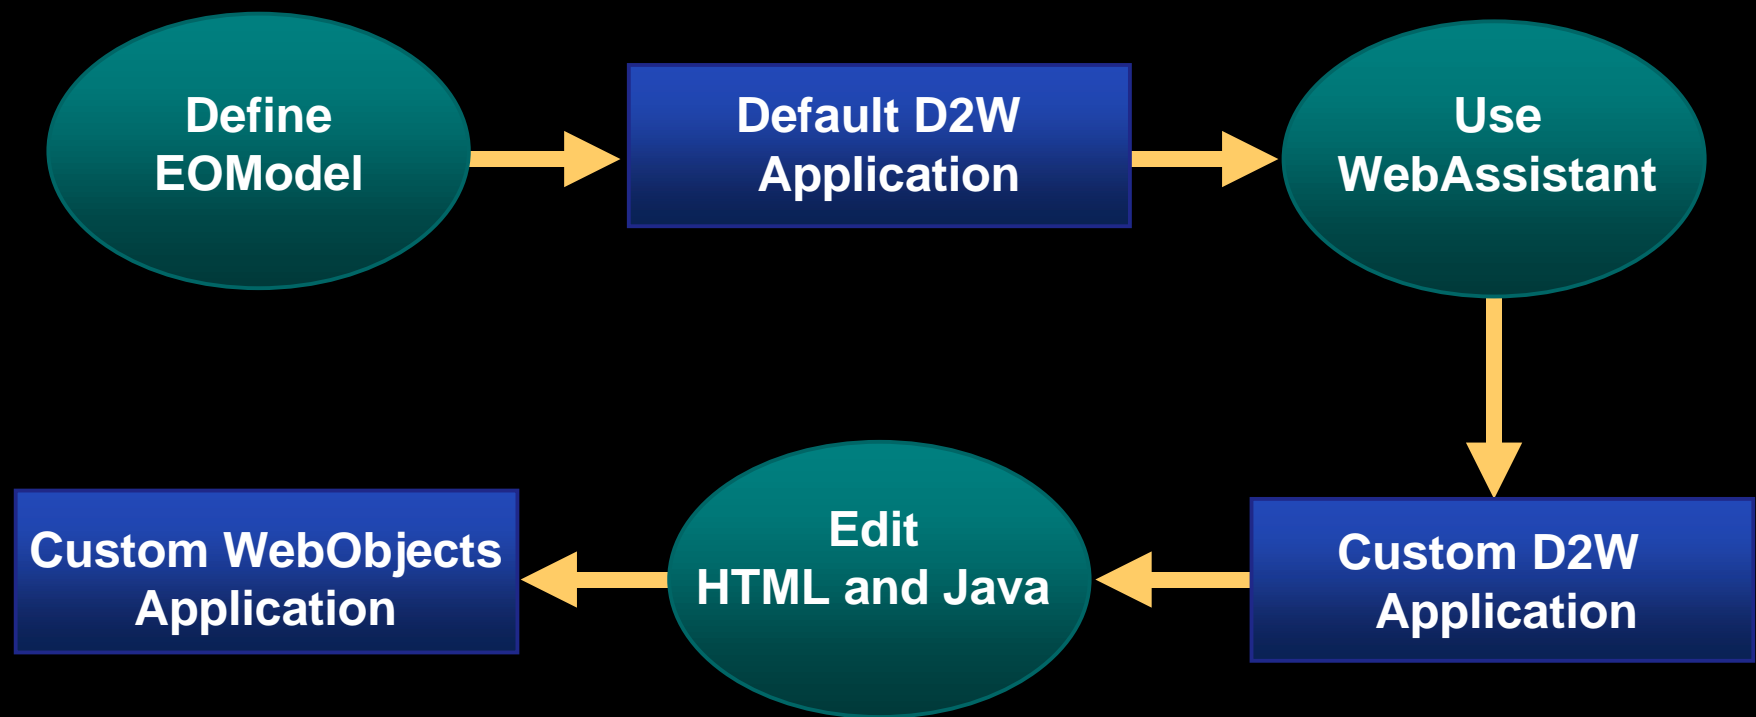 Define
EOModel
Default D2W
Application
Use
WebAssistant
Custom D2W
Application
Edit
HTML and Java
Custom WebObjects
Application